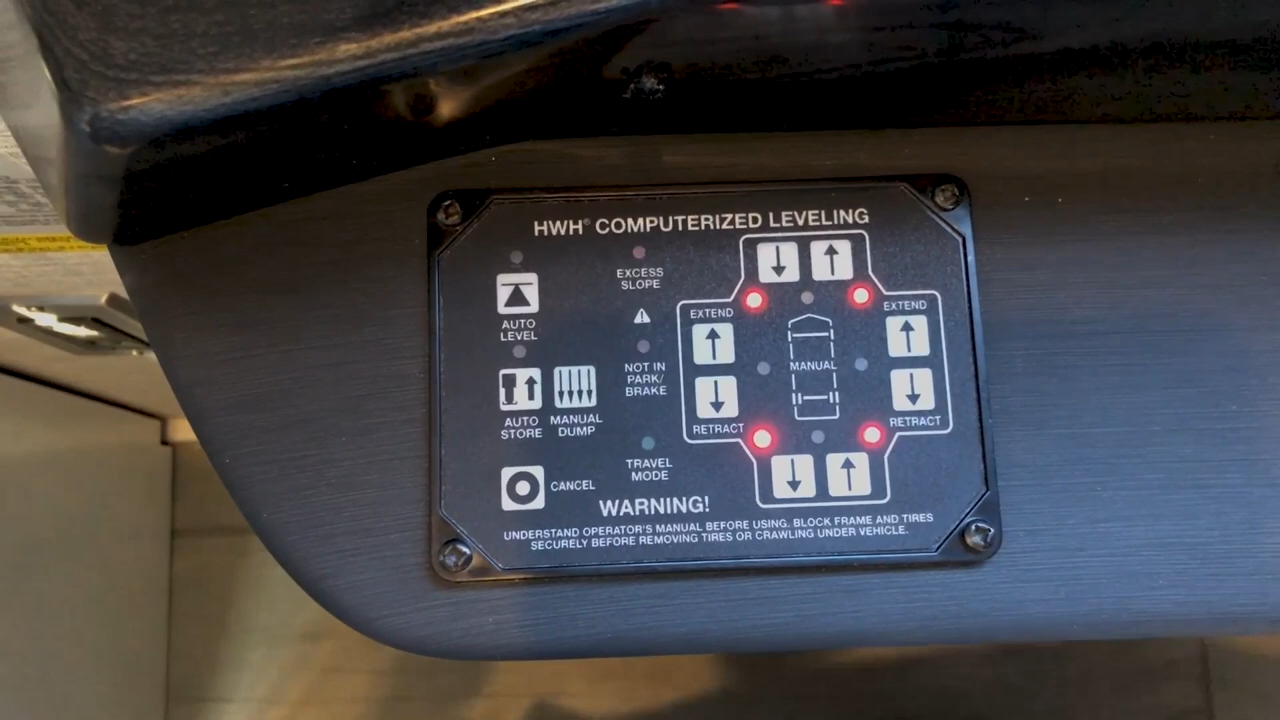 HWH® COMPUTERIZED LEVELING
AUTO
LEVEL
AUTO
STORE
MANUAL
DUMP
CANCEL
EXCESS
SLOPE
NOT IN
PARK/
BRAKE
TRAVEL
MODE
EXTEND
RETRACT
MANUAL
EXTEND
RETRACT
WARNING!
UNDERSTAND OPERATOR'S MANUAL BEFORE USING. BLOCK FRAME AND TIRES
SECURELY BEFORE REMOVING TIRES OR CRAWLING UNDER VEHICLE.